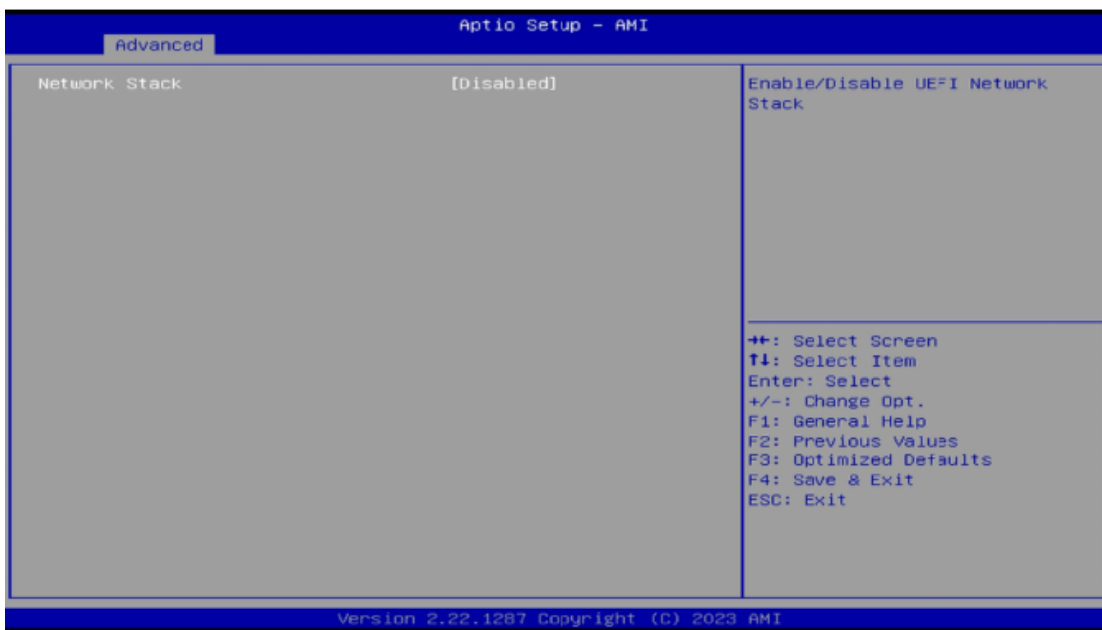 Aptio Setup - AMI
Advanced
Network Stack [Disabled]
Enable/Disable UEFI Network
Stack
→←: Select Screen
↑↓: Select Item
Enter: Select
+/-: Change Opt.
F1: General Help
F2: Previous Values
F3: Optimized Defaults
F4: Save & Exit
ESC: Exit
Version 2.22.1287 Copyright (C) 2023 AMI